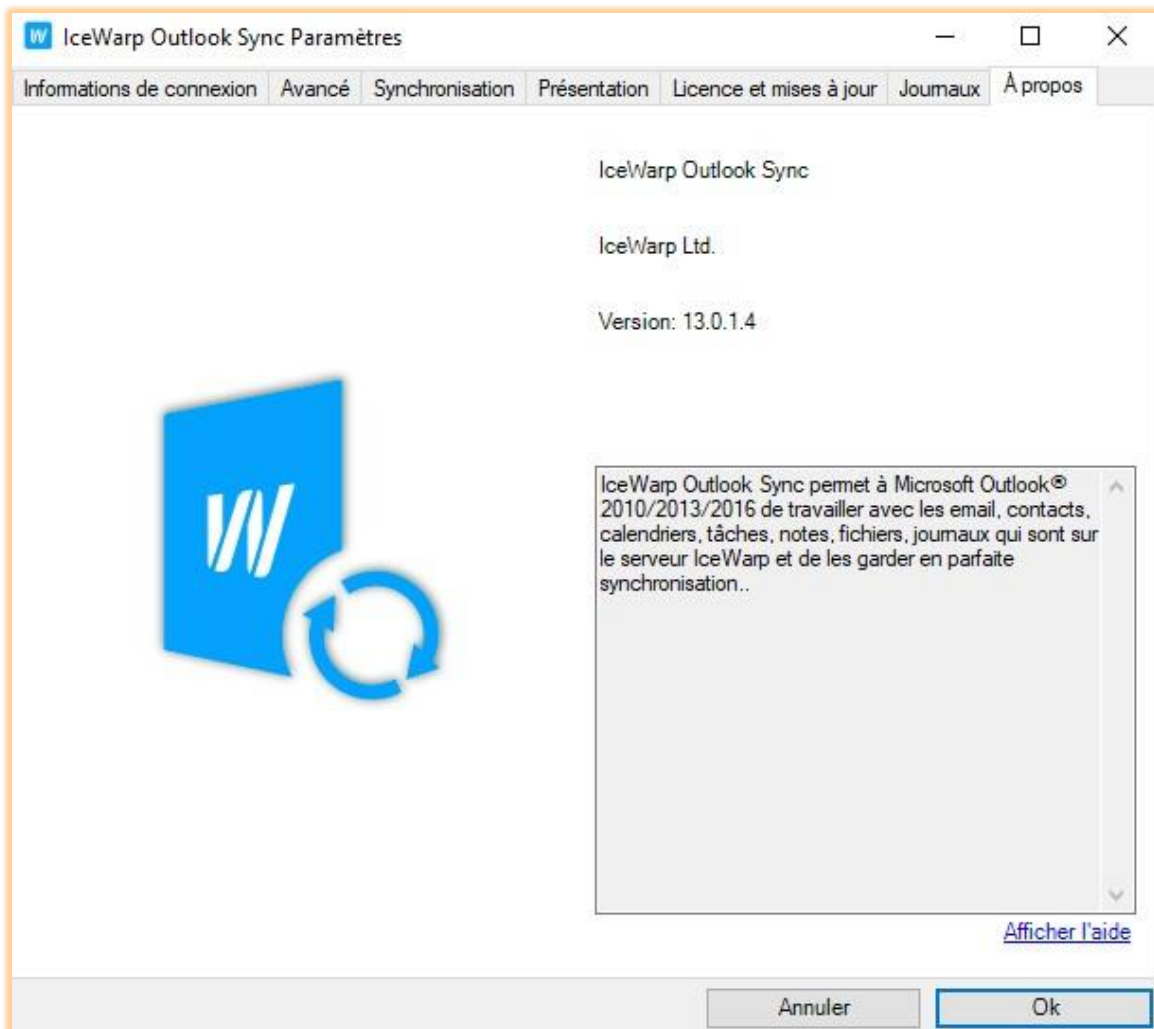 IceWarp Outlook Sync Paramètres
Informations de connexion Avancé Synchronisation Présentation Licence et mises à jour Journaux À propos
IceWarp Outlook Sync
IceWarp Ltd.
Version: 13.0.1.4
W
IceWarp Outlook Sync permet à Microsoft Outlook®
2010/2013/2016 de travailler avec les email, contacts,
calendriers, tâches, notes, fichiers, journaux qui sont sur
le serveur IceWarp et de les garder en parfaite
synchronisation..
Afficher l'aide
Annuler Ok